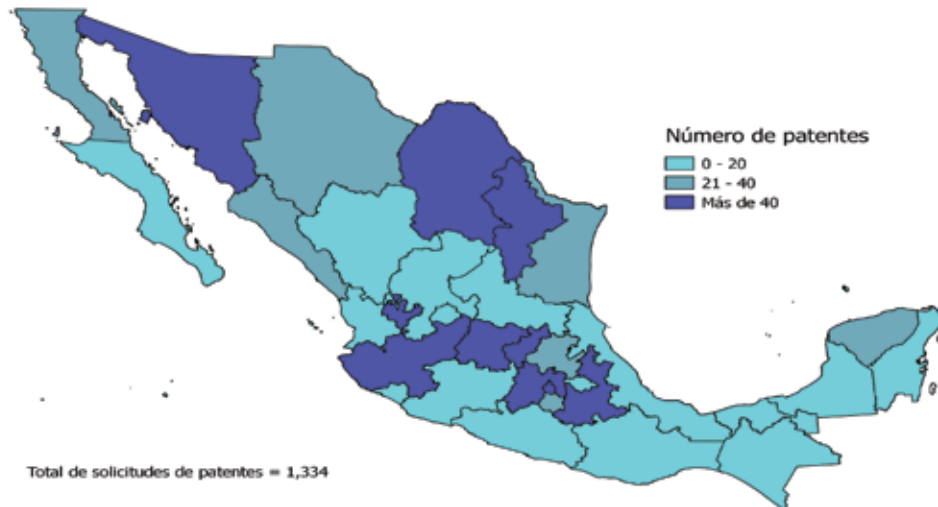 Número de patentes
0 - 20
21 - 40
Más de 40
Total de solicitudes de patentes = 1,334